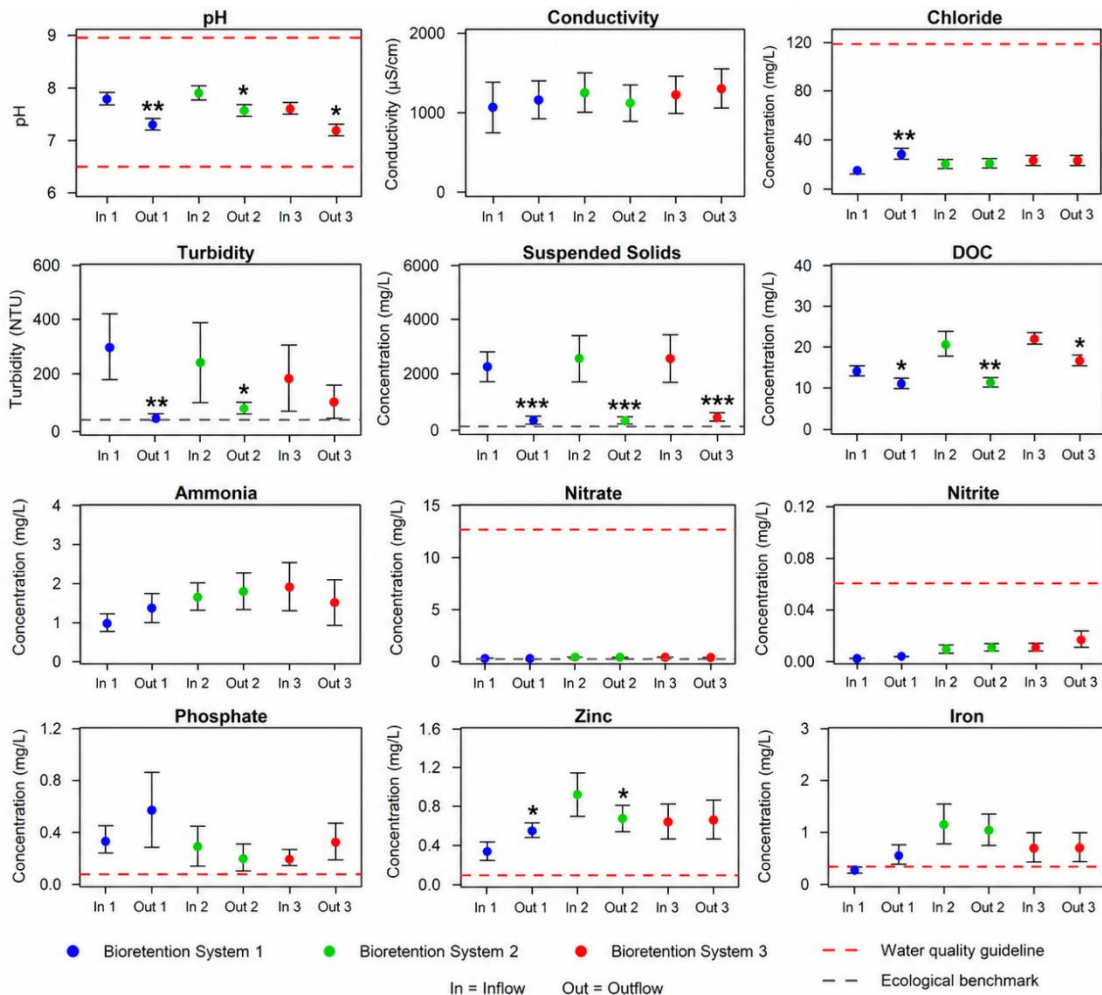 pH
Conductivity
Chloride
pH
9
8
7
6
**
*
*
In 1 Out 1 In 2 Out 2 In 3 Out 3
Conductivity (µS/cm)
2000
1000
0
In 1 Out 1 In 2 Out 2 In 3 Out 3
Concentration (mg/L)
120
80
40
0
**
In 1 Out 1 In 2 Out 2 In 3 Out 3
Turbidity
Suspended Solids
DOC
Turbidity (NTU)
600
400
200
0
**
*
In 1 Out 1 In 2 Out 2 In 3 Out 3
Concentration (mg/L)
6000
4000
2000
0
***
***
***
In 1 Out 1 In 2 Out 2 In 3 Out 3
Concentration (mg/L)
40
30
20
10
0
*
**
*
In 1 Out 1 In 2 Out 2 In 3 Out 3
Ammonia
Nitrate
Nitrite
Concentration (mg/L)
4
3
2
1
0
In 1 Out 1 In 2 Out 2 In 3 Out 3
Concentration (mg/L)
15
10
5
0
In 1 Out 1 In 2 Out 2 In 3 Out 3
Concentration (mg/L)
0.12
0.08
0.04
0.00
In 1 Out 1 In 2 Out 2 In 3 Out 3
Phosphate
Zinc
Iron
Concentration (mg/L)
1.2
0.8
0.4
0.0
In 1 Out 1 In 2 Out 2 In 3 Out 3
Concentration (mg/L)
1.6
1.2
0.8
0.4
0.0
*
*
In 1 Out 1 In 2 Out 2 In 3 Out 3
Concentration (mg/L)
3
2
1
0
In 1 Out 1 In 2 Out 2 In 3 Out 3
Bioretention System 1
Bioretention System 2
Bioretention System 3
Water quality guideline
In = Inflow Out = Outflow
Ecological benchmark